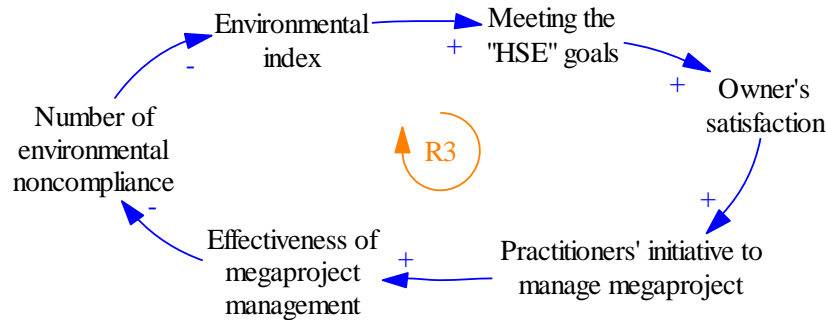 Environmental
index
+
Meeting the
"HSE" goals
+
Owner's
satisfaction
+
Practitioners' initiative to
manage megaproject
+
Effectiveness of
megaproject
management
-
Number of
environmental
noncompliance
-
R3